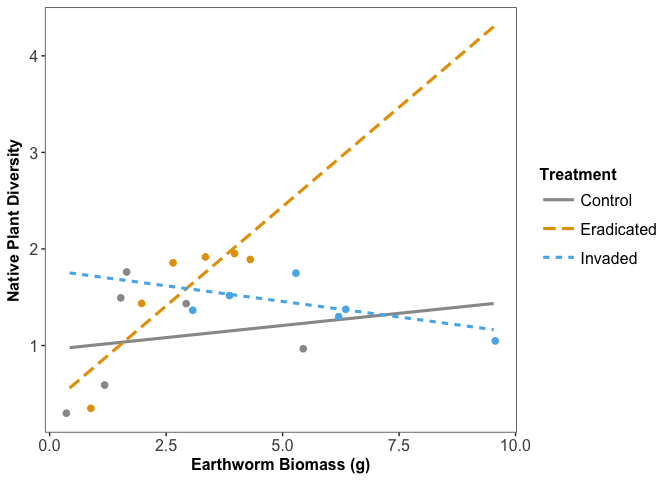 4
3
2
1
Native Plant Diversity
0.0
2.5
5.0
7.5
10.0
Earthworm Biomass (g)
Treatment
Control
Eradicated
Invaded